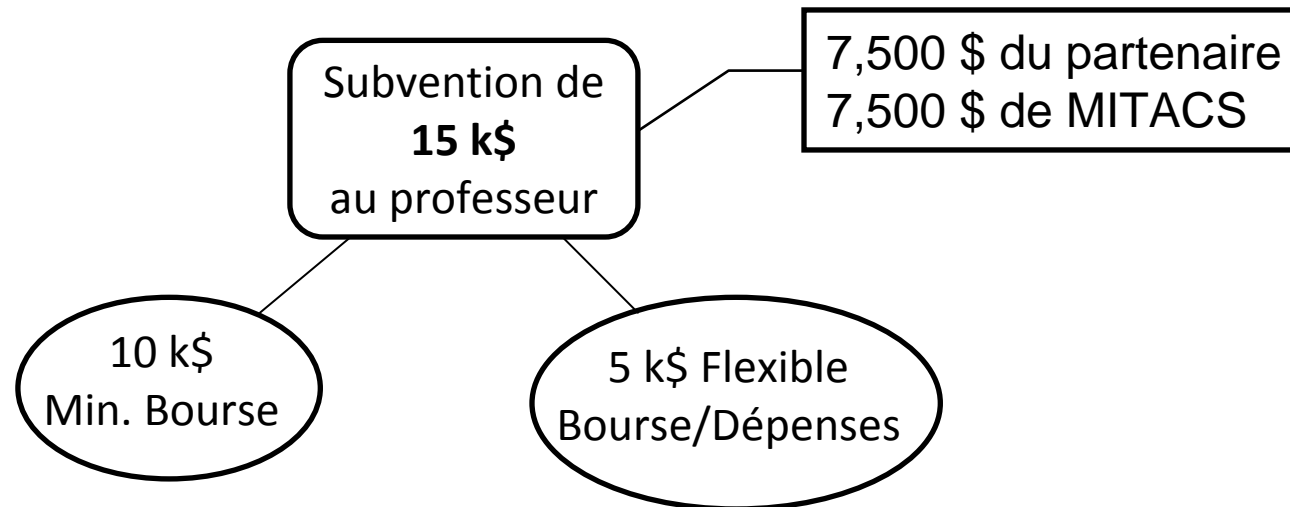 Subvention de
15 k$
au professeur
7,500 $ du partenaire
7,500 $ de MITACS
10 k$
Min. Bourse
5 k$ Flexible
Bourse/Dépenses